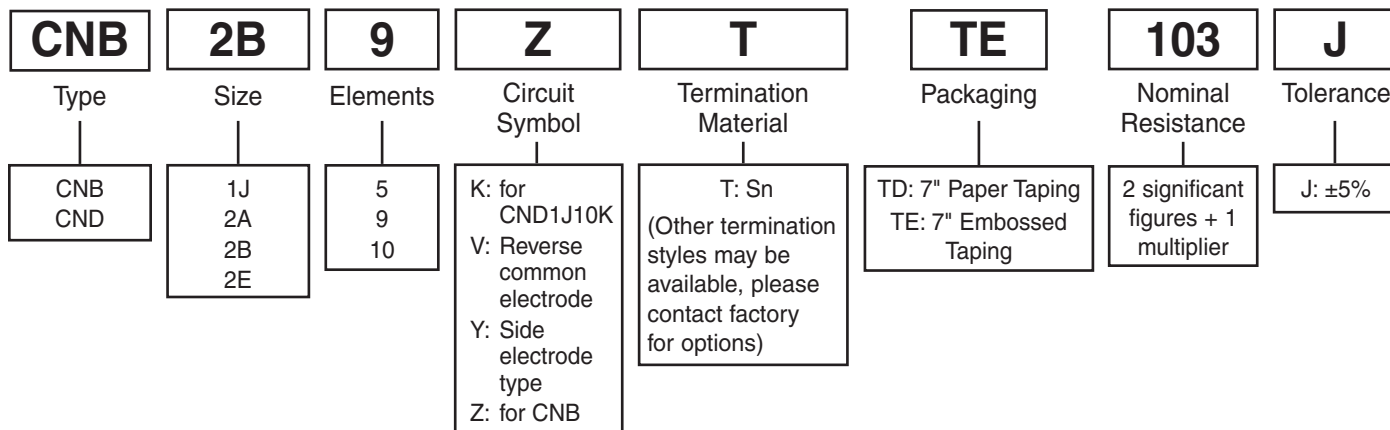 CNB 2B 9 Z T TE 103 J
Type
Size
Elements
Circuit
Symbol
Termination
Material
Packaging
Nominal
Resistance
Tolerance
CNB
CND
1J
2A
2B
2E
5
9
10
K: for
CND1J10K
V: Reverse
common
electrode
Y: Side
electrode
type
Z: for CNB
T: Sn
(Other termination
styles may be
available, please
contact factory
for options)
TD: 7" Paper Taping
TE: 7" Embossed
Taping
2 significant
figures + 1
multiplier
J: ±5%